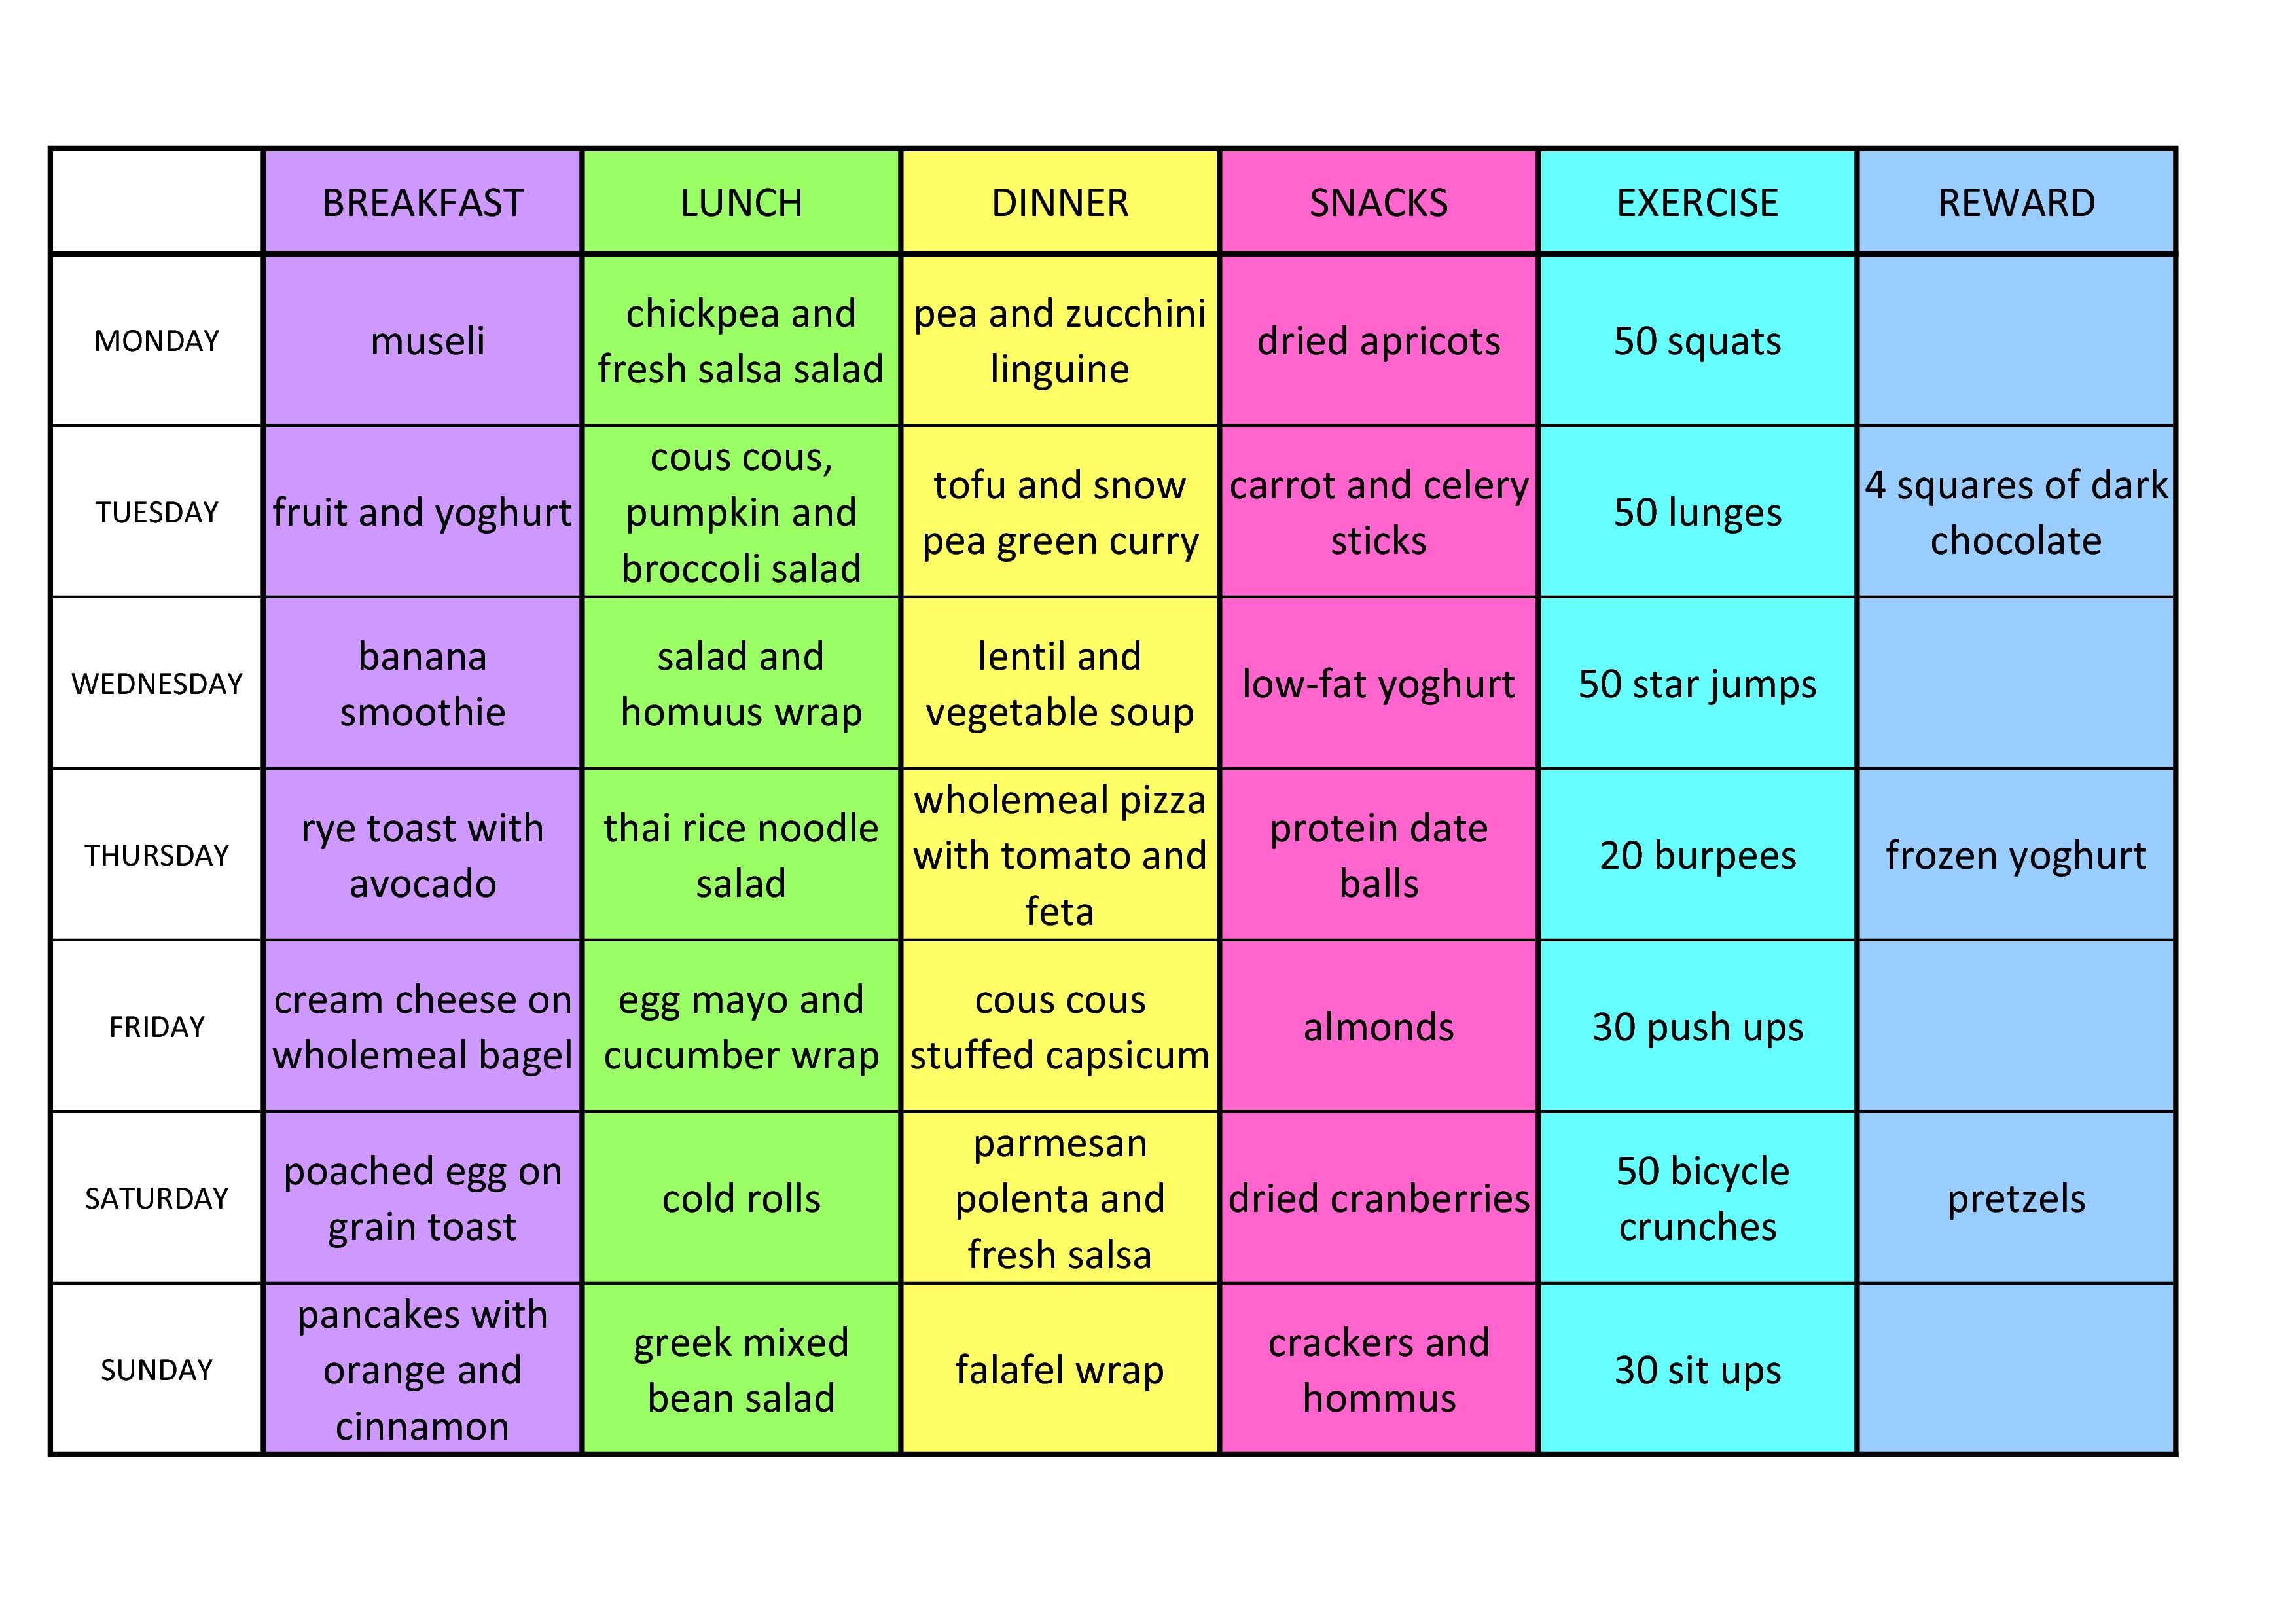 BREAKFAST LUNCH DINNER SNACKS EXERCISE REWARD
MONDAY
museli
chickpea and
fresh salsa salad
pea and zucchini
linguine
dried apricots
50 squats
TUESDAY
fruit and yoghurt
cous cous,
pumpkin and
broccoli salad
tofu and snow
pea green curry
carrot and celery
sticks
50 lunges
4 squares of dark
chocolate
WEDNESDAY
banana
smoothie
salad and
homuus wrap
lentil and
vegetable soup
low-fat yoghurt
50 star jumps
THURSDAY
rye toast with
avocado
thai rice noodle
salad
wholemeal pizza
with tomato and
feta
protein date
balls
20 burpees
frozen yoghurt
FRIDAY
cream cheese on
wholemeal bagel
egg mayo and
cucumber wrap
cous cous
stuffed capsicum
almonds
30 push ups
SATURDAY
poached egg on
grain toast
cold rolls
parmesan
polenta and
fresh salsa
dried cranberries
50 bicycle
crunches
pretzels
SUNDAY
pancakes with
orange and
cinnamon
greek mixed
bean salad
falafel wrap
crackers and
hommus
30 sit ups